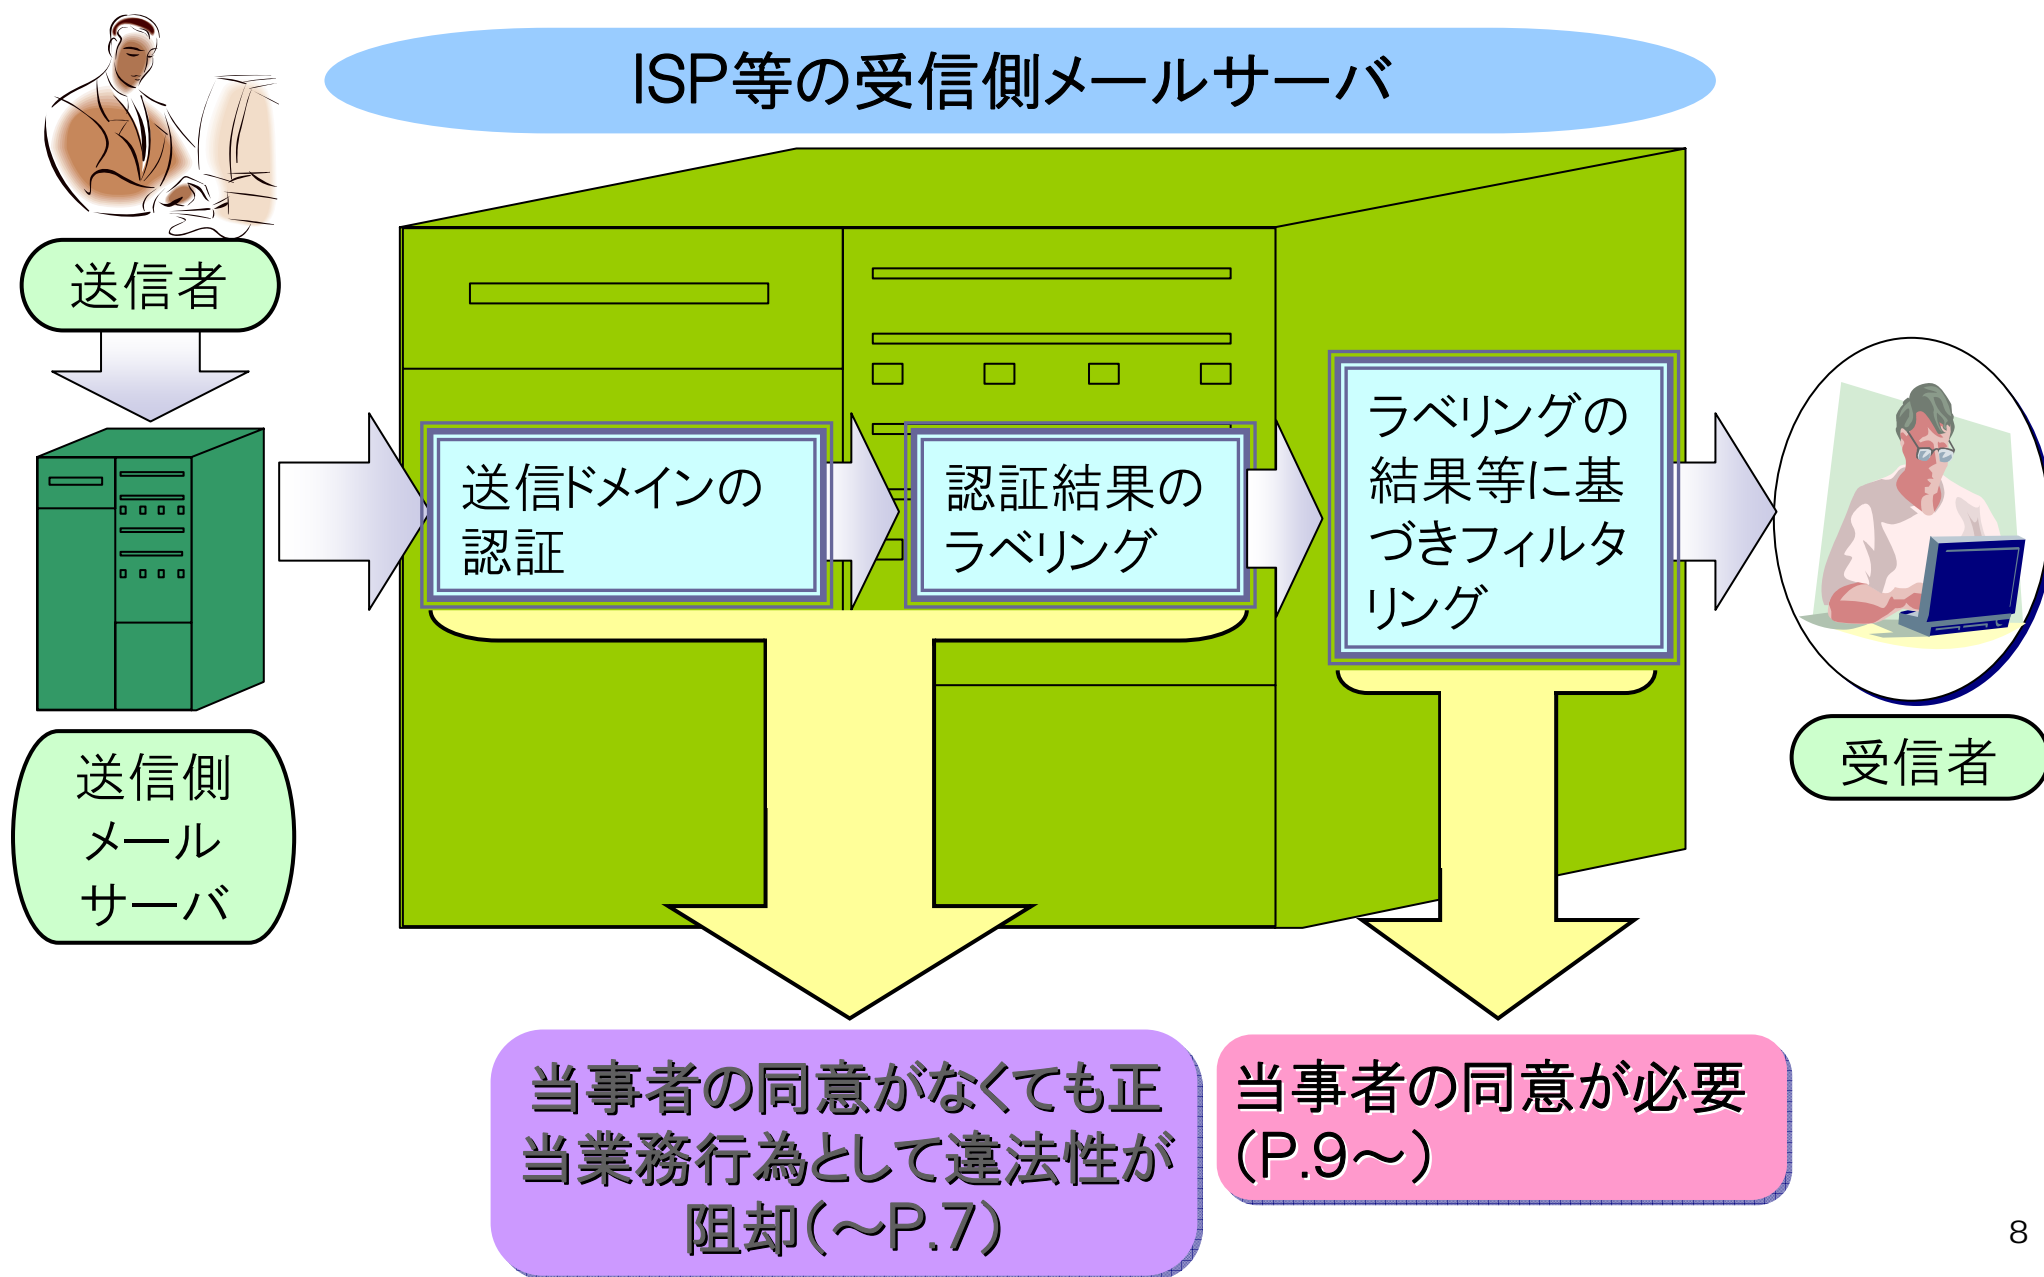 ISP等の受信側メールサーバ
送信者
送信側
メール
サーバ
送信ドメインの
認証
認証結果の
ラベリング
ラベリングの
結果等に基
づきフィルタ
リング
受信者
当事者の同意がなくても正
当業務行為として違法性が
阻却(～P.7)
当事者の同意が必要
(P.9～)
8